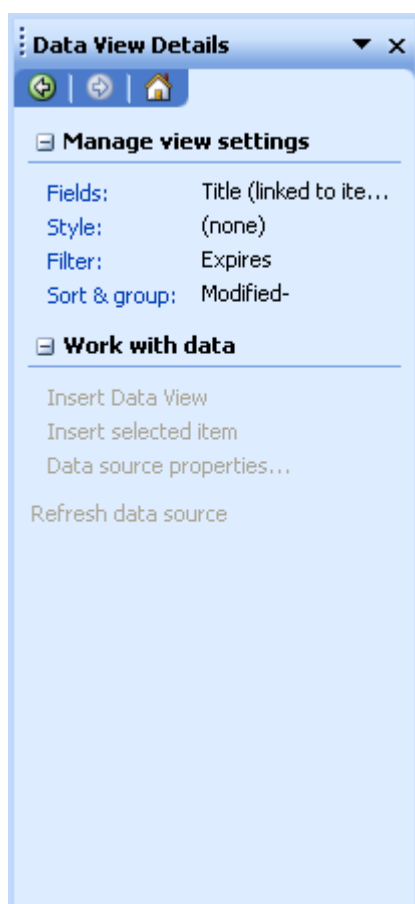 Data View Details
Manage view settings
Fields: Title (linked to ite...
Style: (none)
Filter: Expires
Sort & group: Modified-
Work with data
Insert Data View
Insert selected item
Data source properties...
Refresh data source